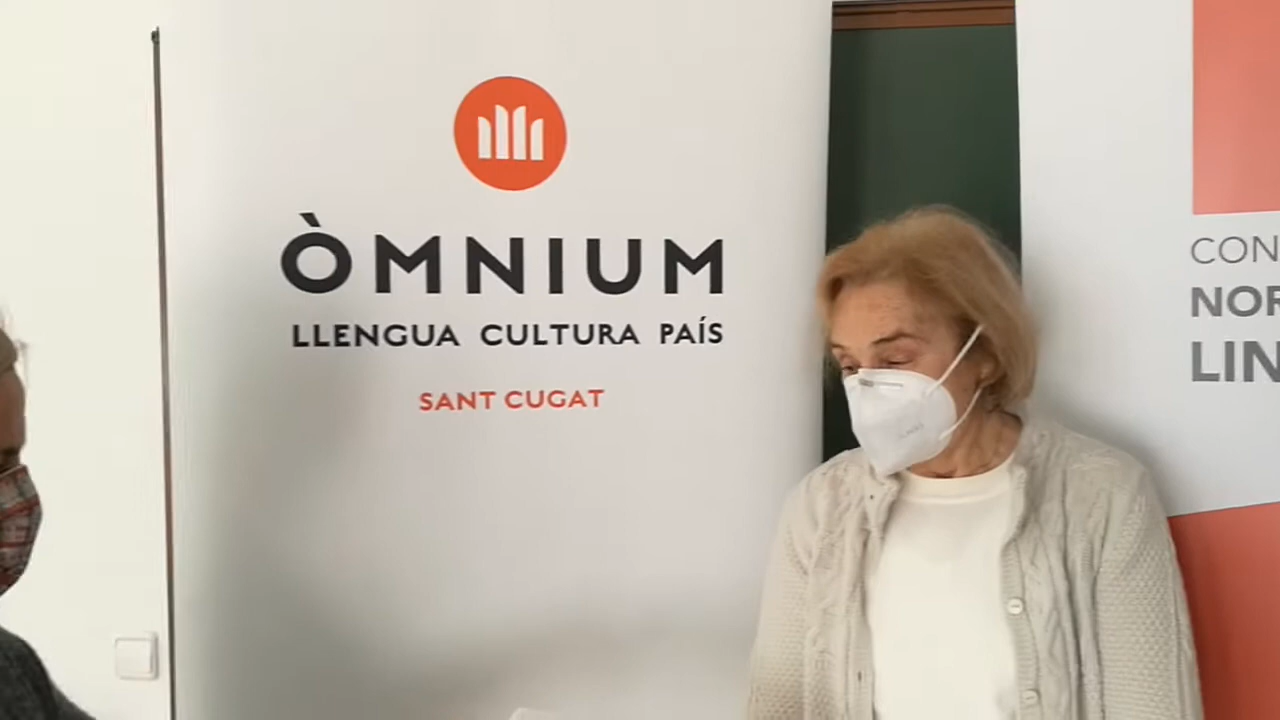 ÒMNIUM
LLENGUA CULTURA PAÍS
SANT CUGAT
CON
NOR
LIN